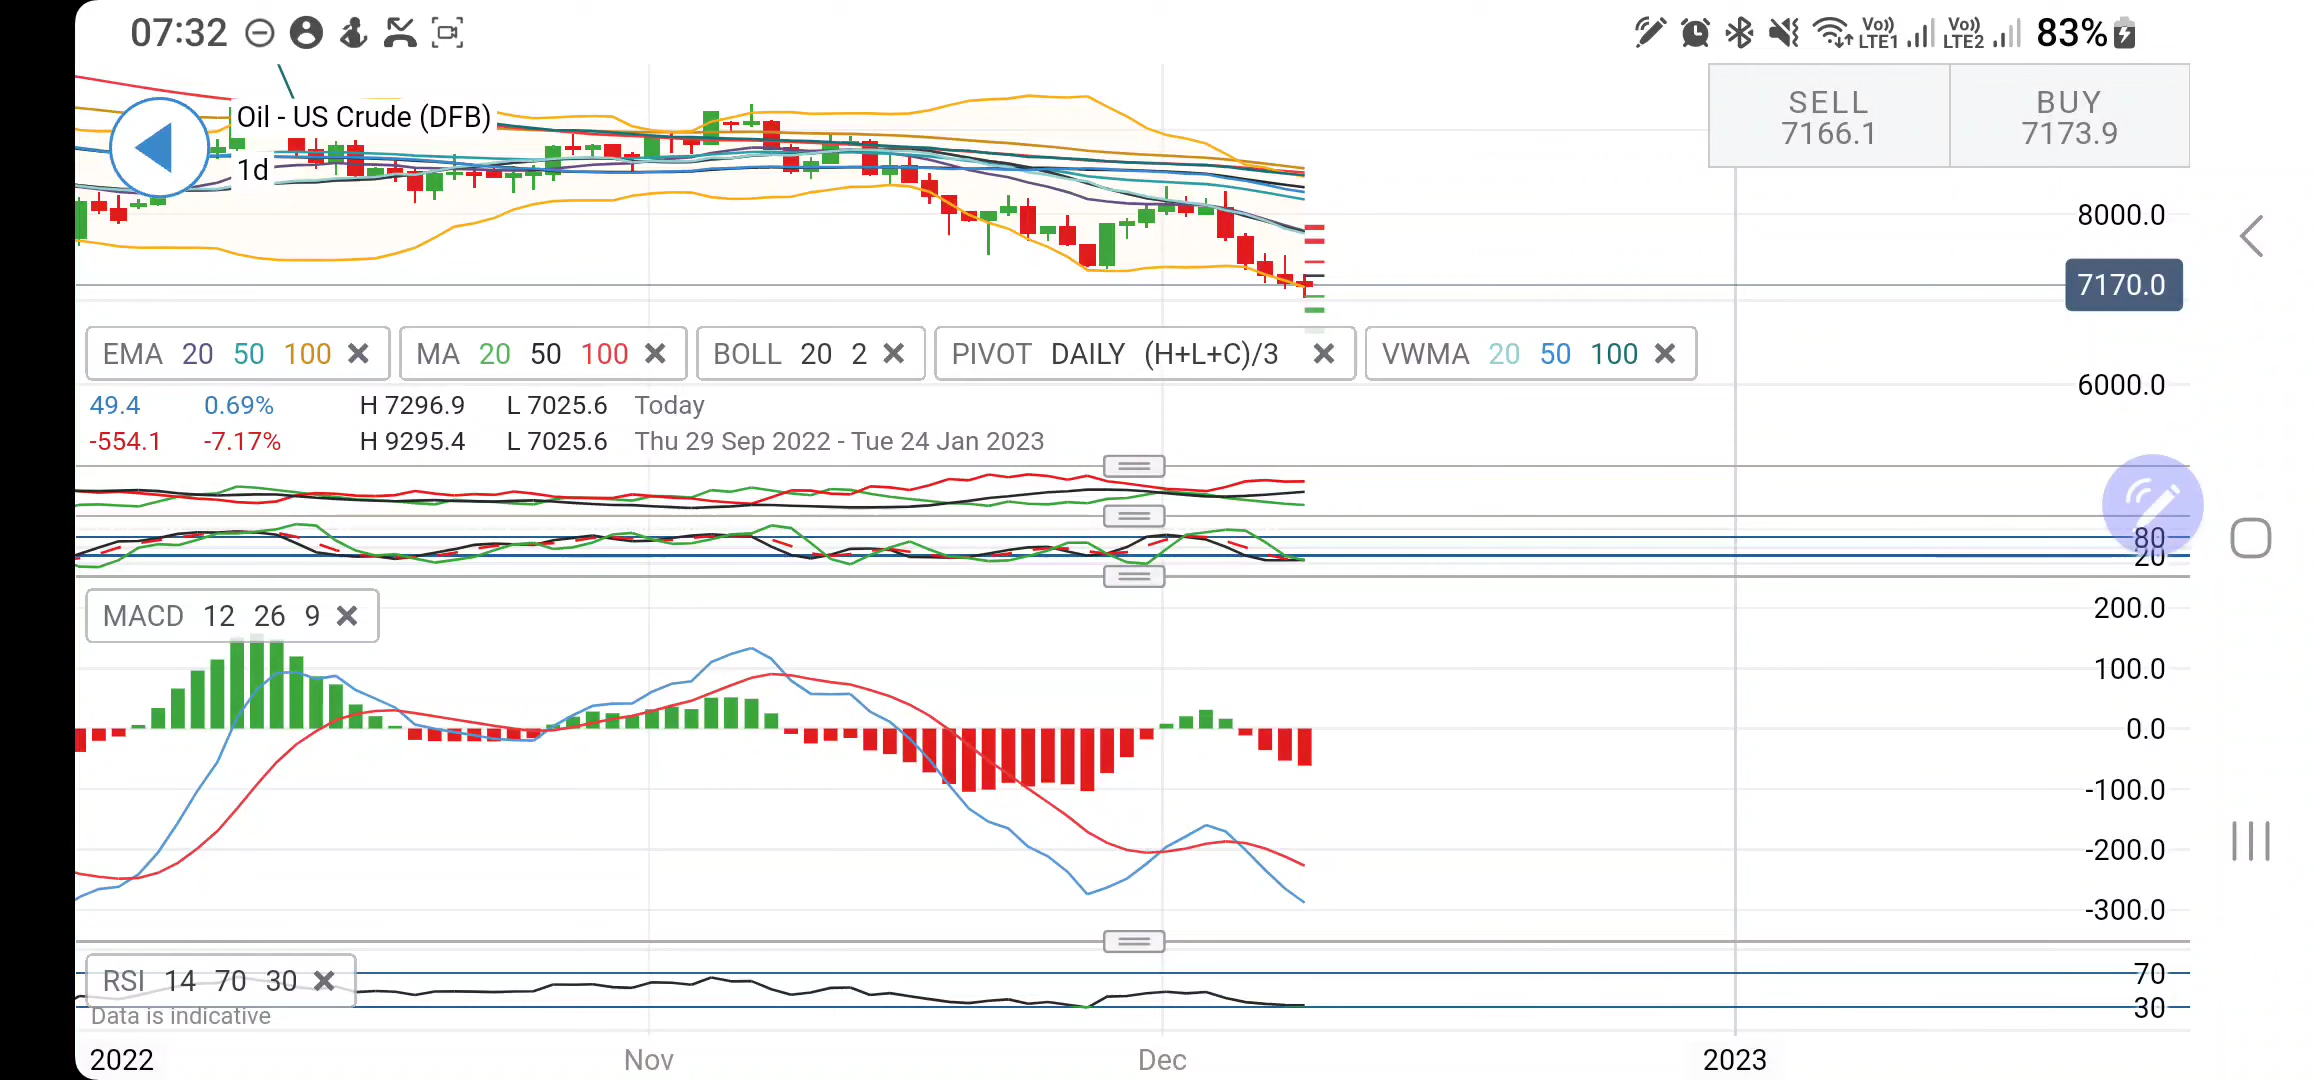 07:32
Vo)) LTE1 Vo)) LTE2 83%
Oil - US Crude (DFB)
1d
SELL BUY
7166.1 7173.9
8000.0
7170.0
EMA 20 50 100 MA 20 50 100 BOLL 20 2 PIVOT DAILY (H+L+C)/3 VWMA 20 50 100
6000.0
49.4 0.69% H 7296.9 L 7025.6 Today
-554.1 -7.17% H 9295.4 L 7025.6 Thu 29 Sep 2022 - Tue 24 Jan 2023
80
20
MACD 12 26 9
200.0
100.0
0.0
-100.0
-200.0
-300.0
RSI 14 70 30
70
30
Data is indicative
2022 Nov Dec 2023